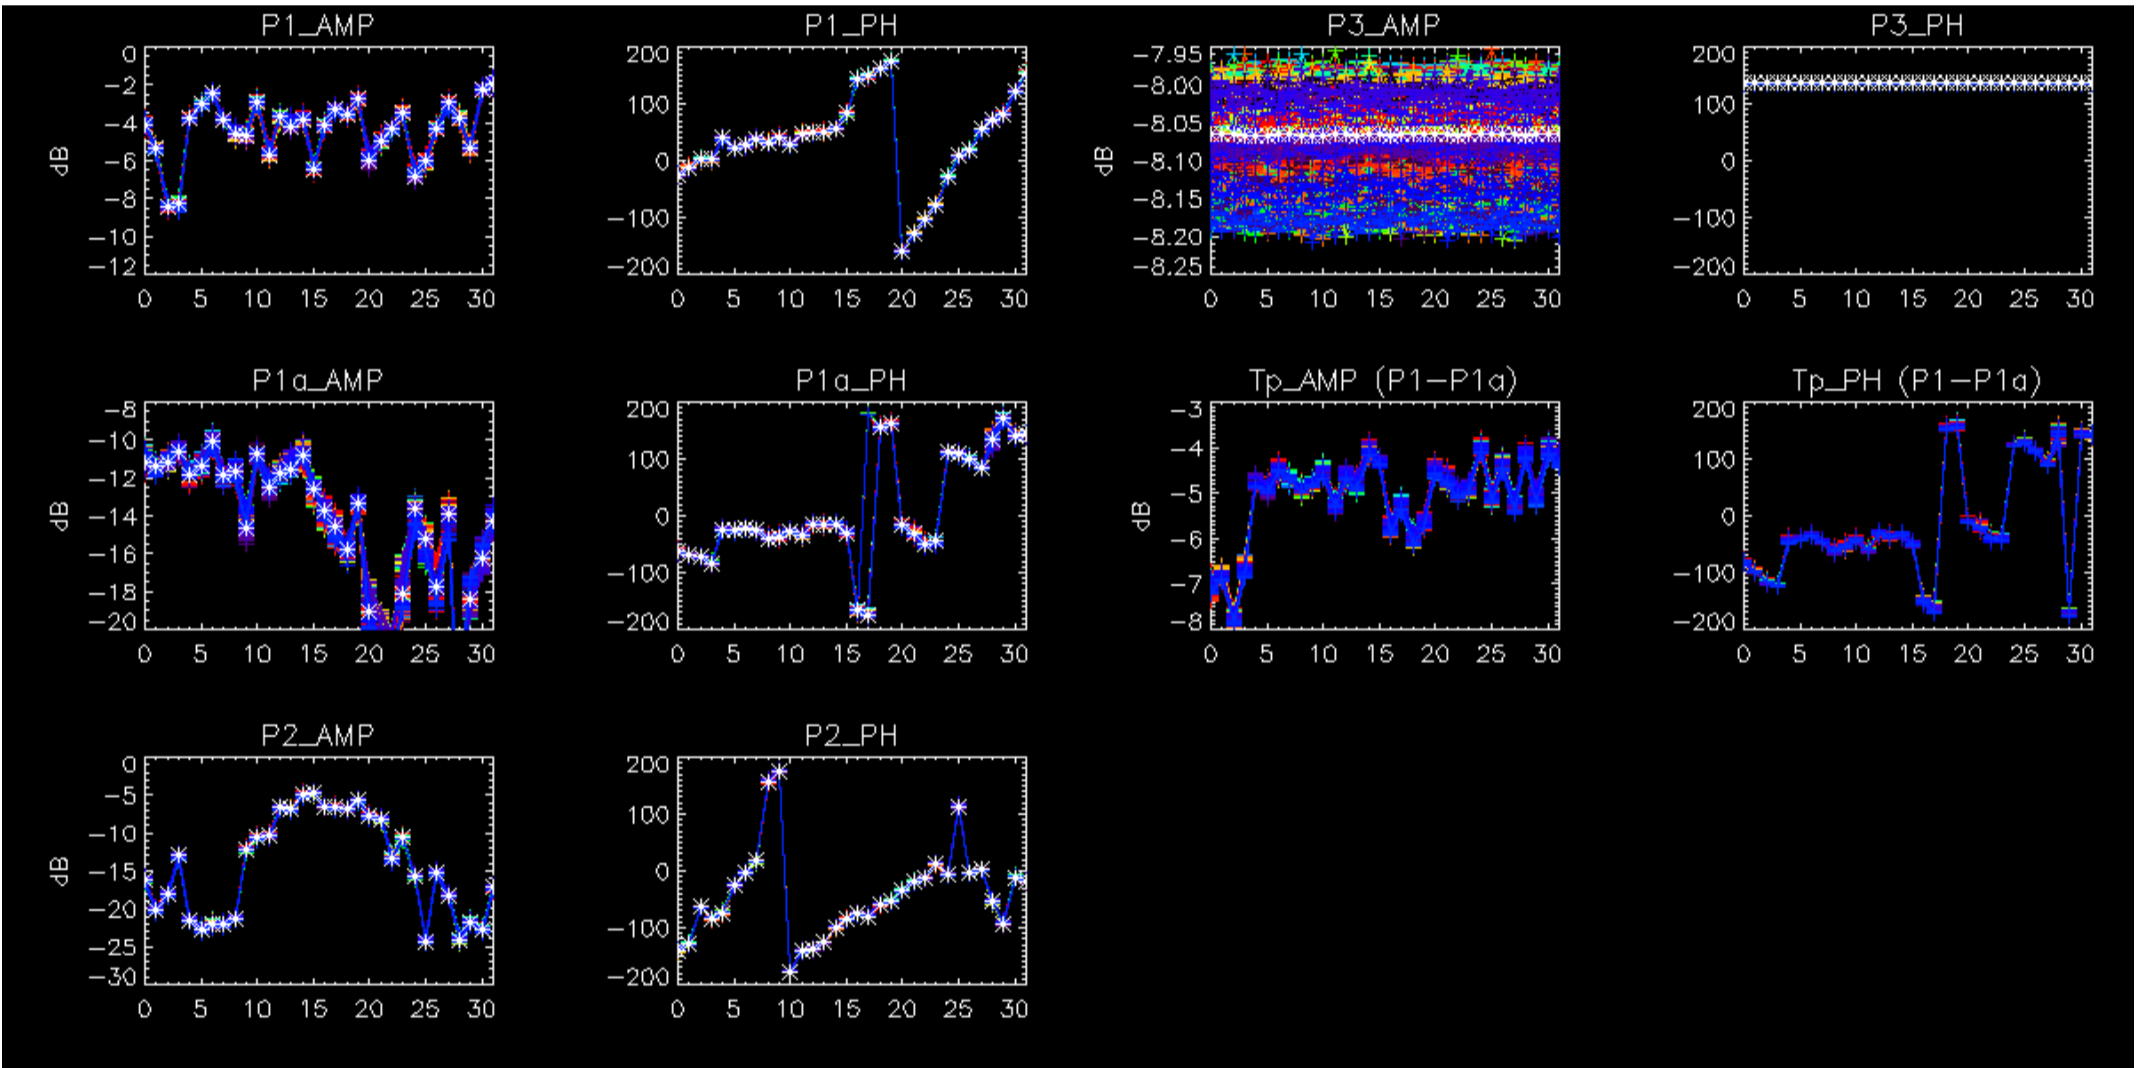 P1_AMP
0
−2
−4
−6
−8
−10
−12
dB
0 5 10 15 20 25 30
P1_PH
200
100
0
−100
−200
0 5 10 15 20 25 30
P3_AMP
−7.95
−8.00
−8.05
−8.10
−8.15
−8.20
−8.25
dB
0 5 10 15 20 25 30
P3_PH
200
100
0
−100
−200
0 5 10 15 20 25 30
P1a_AMP
−8
−10
−12
−14
−16
−18
−20
dB
0 5 10 15 20 25 30
P1a_PH
200
100
0
−100
−200
0 5 10 15 20 25 30
Tp_AMP (P1−P1a)
−3
−4
−5
−6
−7
−8
dB
0 5 10 15 20 25 30
Tp_PH (P1−P1a)
200
100
0
−100
−200
0 5 10 15 20 25 30
P2_AMP
0
−5
−10
−15
−20
−25
−30
dB
0 5 10 15 20 25 30
P2_PH
200
100
0
−100
−200
0 5 10 15 20 25 30